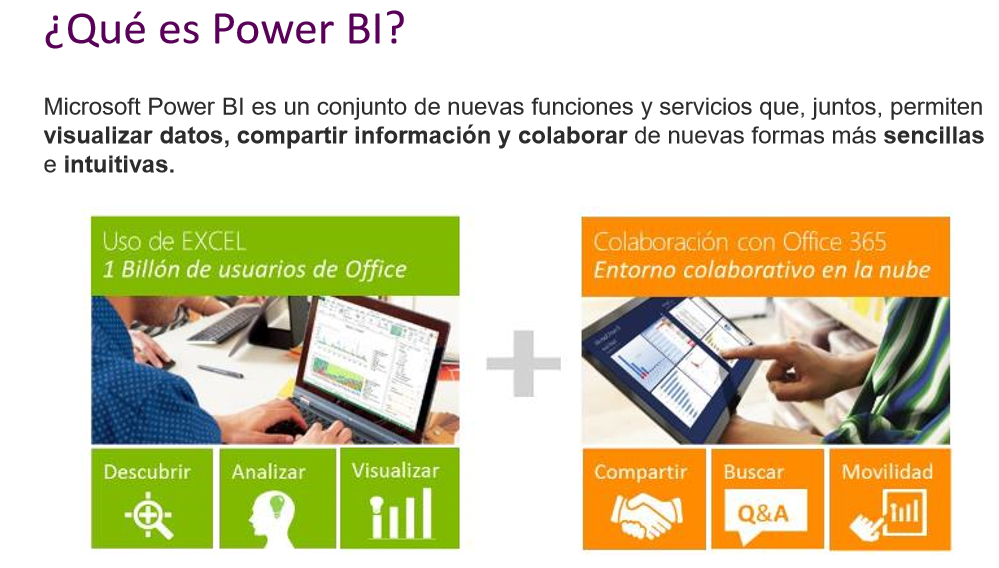 ¿Qué es Power BI?
Microsoft Power BI es un conjunto de nuevas funciones y servicios que, juntos, permiten
visualizar datos, compartir información y colaborar de nuevas formas más sencillas
e intuitivas.
Uso de EXCEL
1 Billón de usuarios de Office
Colaboración con Office 365
Entorno colaborativo en la nube
Descubrir
Analizar
Visualizar
Compartir
Buscar
Q&A
Movilidad